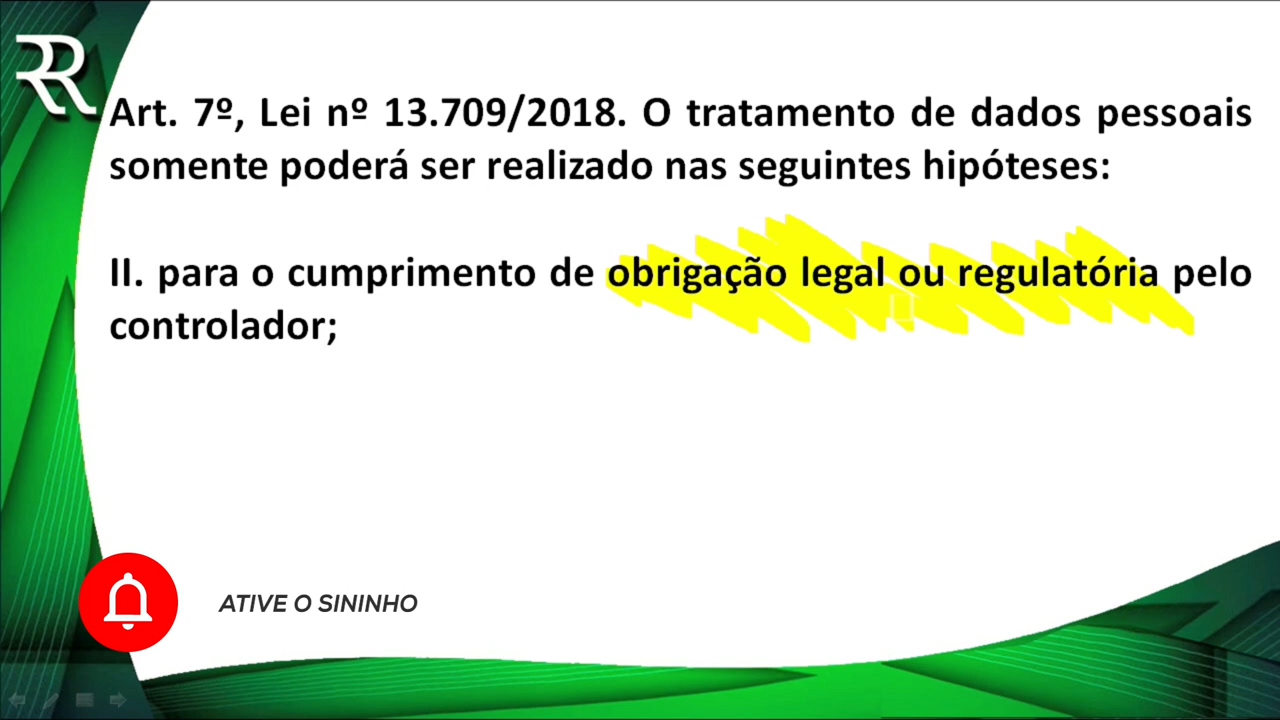 RR
Art. 7º, Lei nº 13.709/2018. O tratamento de dados pessoais
somente poderá ser realizado nas seguintes hipóteses:
II. para o cumprimento de obrigação legal ou regulatória pelo
controlador;
ATIVE O SININHO